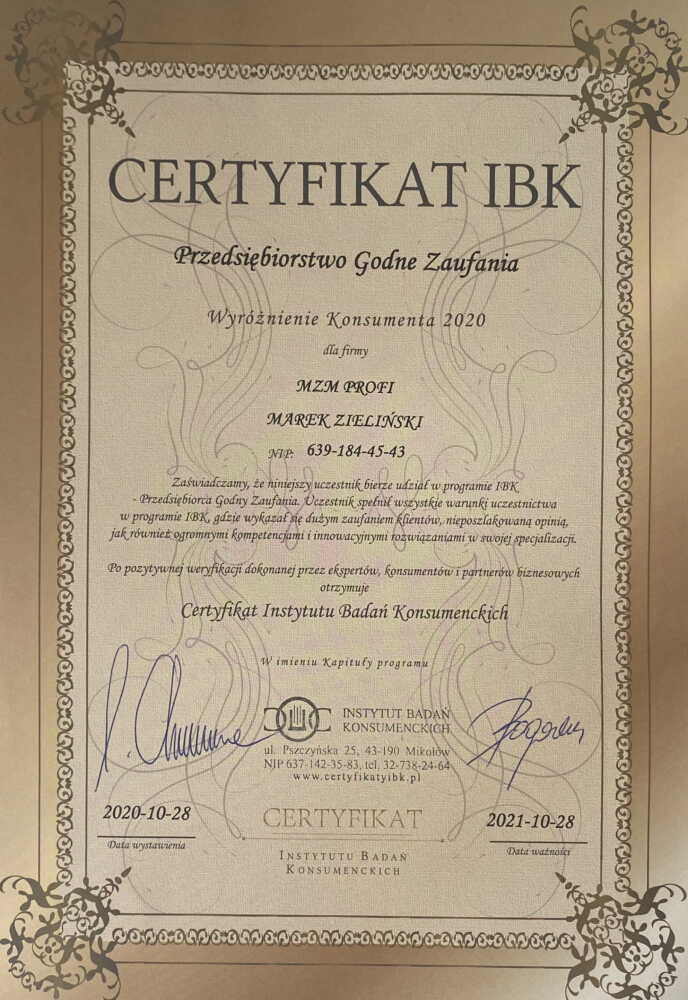 CERTYFIKAT IBK
Przedsiębiorstwo Godne Zaufania
Wyróżnienie Konsumenta 2020
dla firmy
MZM PROFI
MAREK ZIELIŃSKI
NIP: 639-184-45-43
Zaświadczamy, że niniejszy uczestnik bierze udział w programie IBK
- Przedsiębiorca Godny Zaufania. Uczestnik spełnił wszystkie warunki uczestnictwa
w programie IBK, gdzie wykazał się dużym zaufaniem klientów, nieposzlakowaną opinią,
jak również ogromnymi kompetencjami i innowacyjnymi rozwiązaniami w swojej specjalizacji.
Po pozytywnej weryfikacji dokonanej przez ekspertów, konsumentów i partnerów biznesowych
otrzymuje
Certyfikat Instytutu Badań Konsumenckich
W imieniu Kapituły programu
INSTYTUT BADAŃ
KONSUMENCKICH
ul. Pszczyńska 25, 43-190 Mikołów
NIP 637-142-35-83, tel. 32-738-24-64
www.certyfikatyibk.pl
2020-10-28
Data wystawienia
CERTYFIKAT
INSTYTUTU BADAŃ
KONSUMENCKICH
2021-10-28
Data ważności